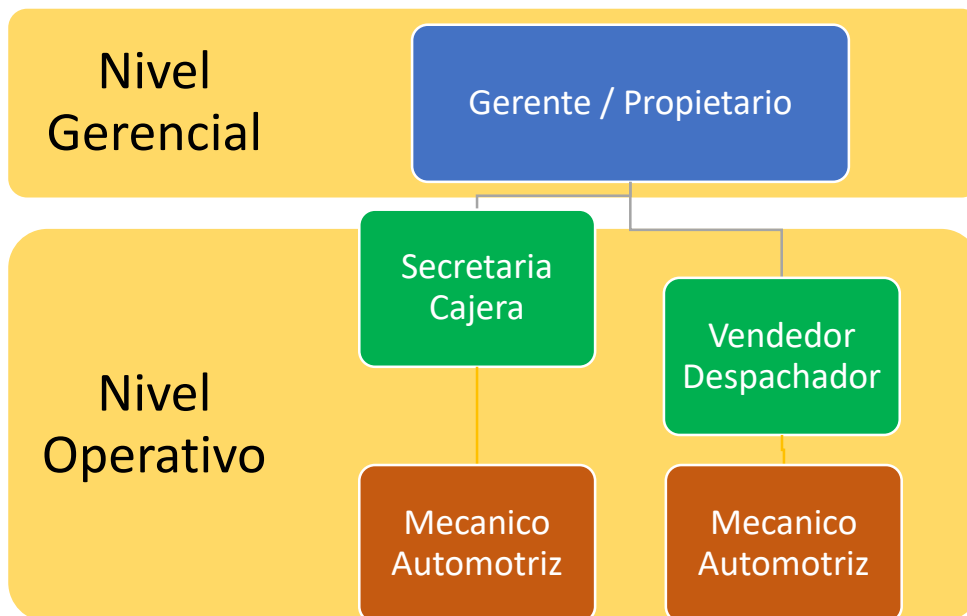 Nivel
Gerencial
Gerente / Propietario
Secretaria
Cajera
Vendedor
Despachador
Nivel
Operativo
Mecanico
Automotriz
Mecanico
Automotriz